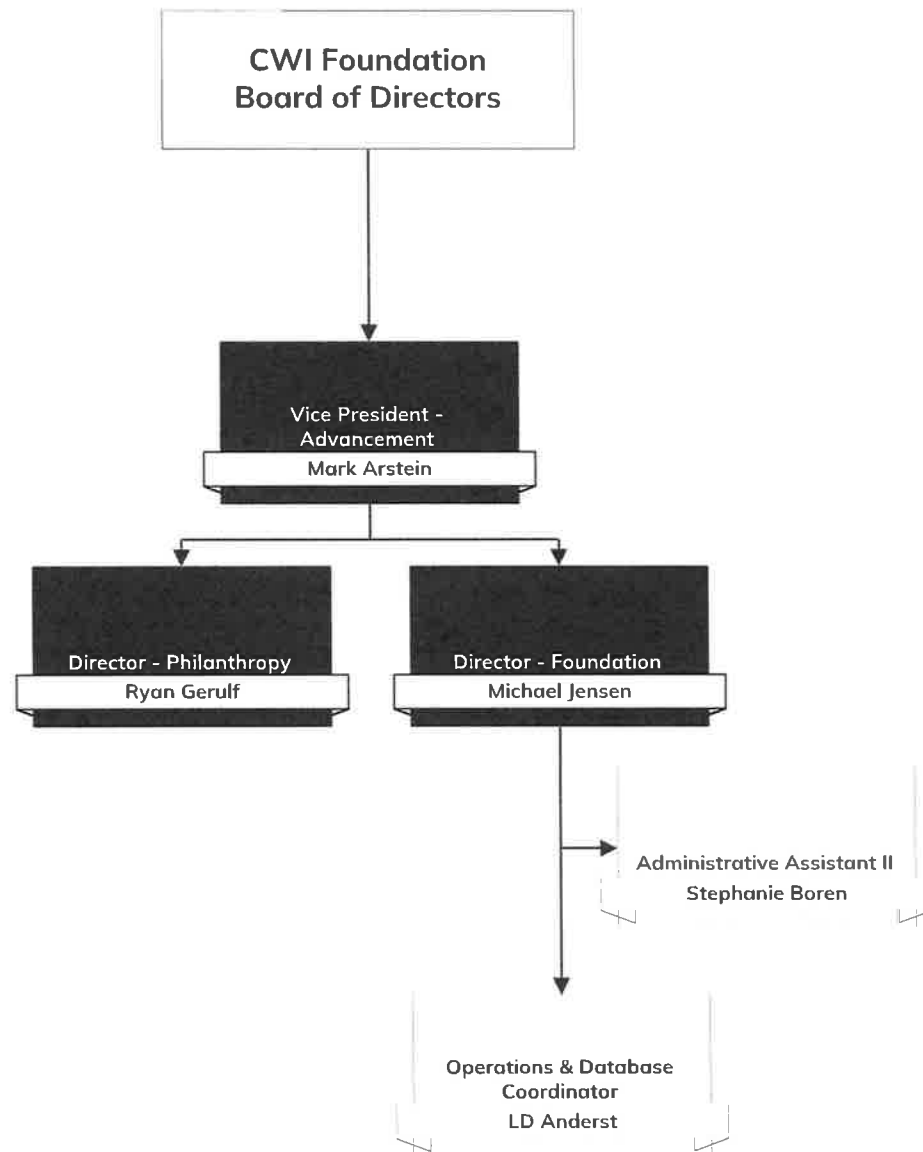 CWI Foundation
Board of Directors
Vice President -
Advancement
Mark Arstein
Director - Philanthropy
Ryan Gerulf
Director - Foundation
Michael Jensen
Administrative Assistant II
Stephanie Boren
Operations & Database
Coordinator
LD Anderst